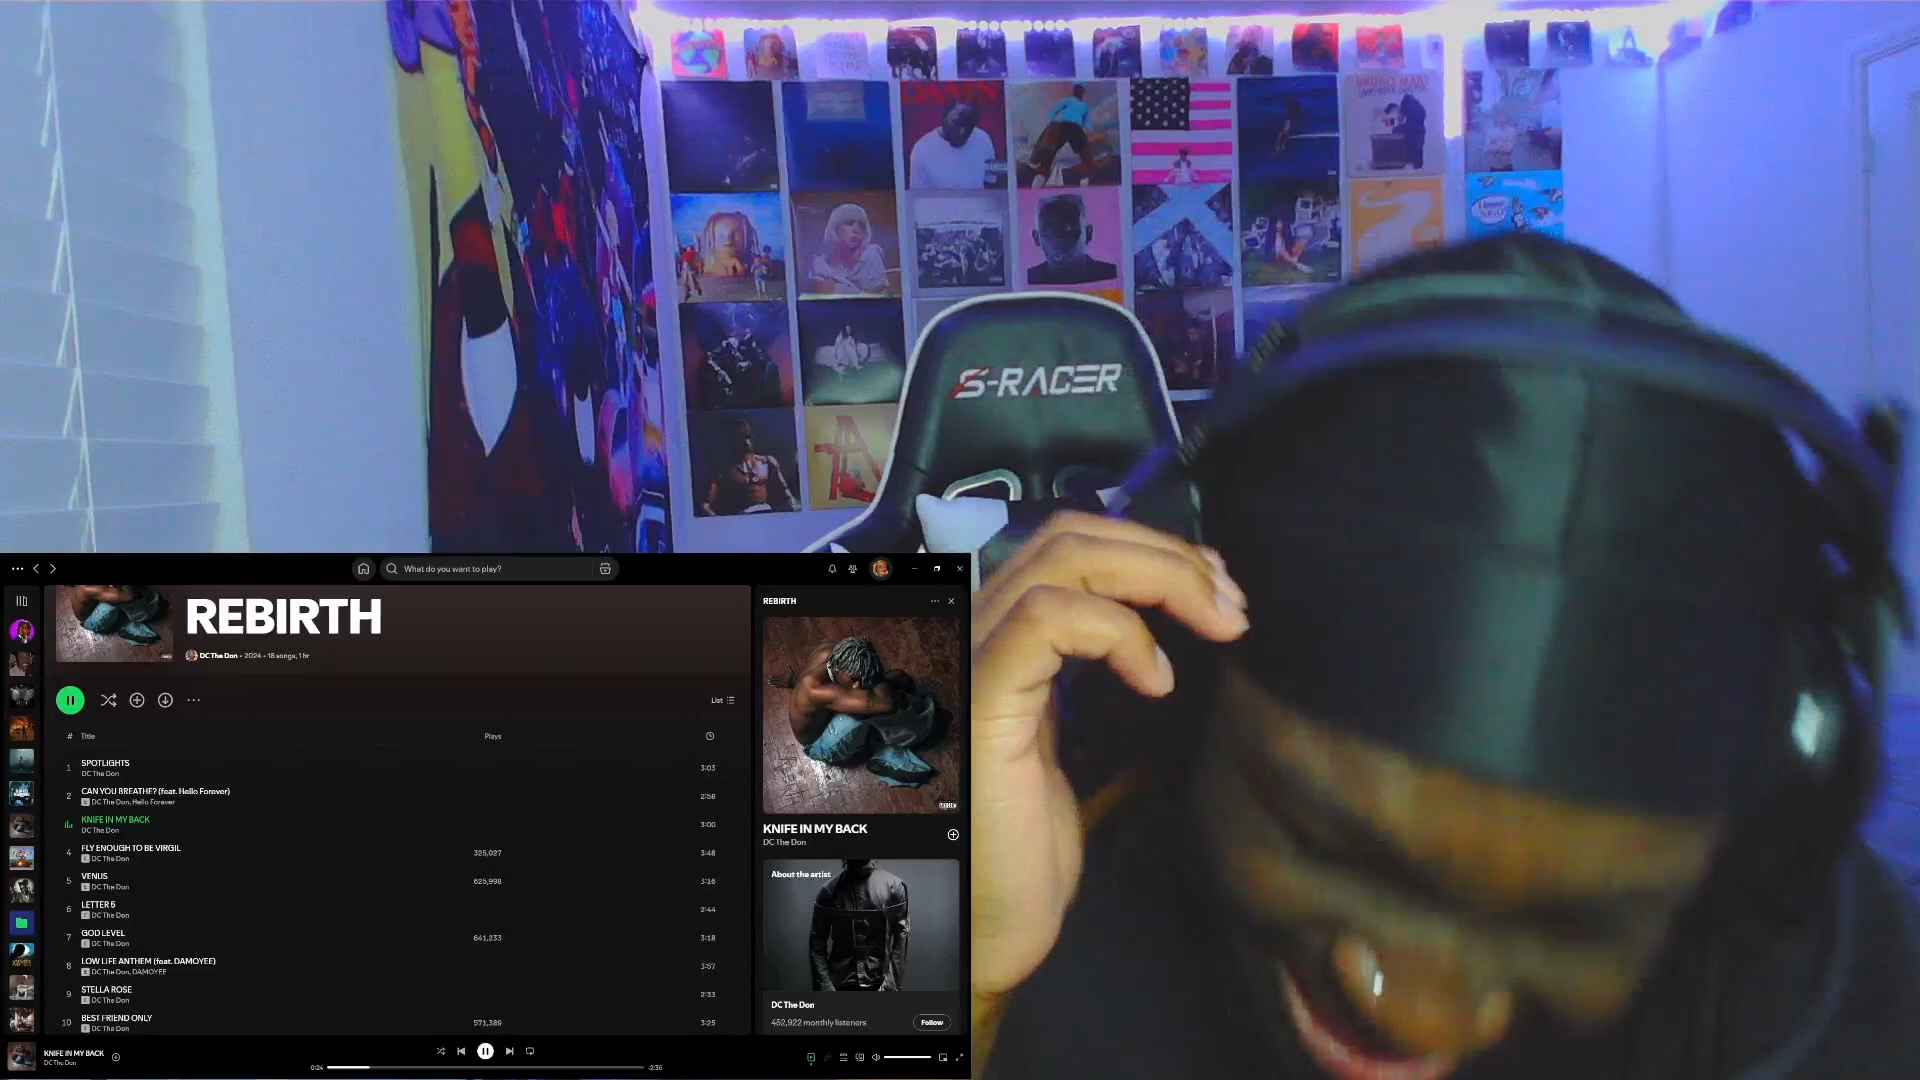 DAMN.
BRUNO MARS
S-RACER
What do you want to play?
REBIRTH
DC The Don • 2024 • 18 songs, 1 hr
List
# Title Plays
1 SPOTLIGHTS 3:03
DC The Don
2 CAN YOU BREATHE? (feat. Hello Forever) 2:58
E DC The Don, Hello Forever
KNIFE IN MY BACK 3:00
DC The Don
4 FLY ENOUGH TO BE VIRGIL 325,027 3:48
E DC The Don
5 VENUS 625,998 3:16
E DC The Don
6 LETTER 5 2:44
E DC The Don
7 GOD LEVEL 641,233 3:18
E DC The Don
8 LOW LIFE ANTHEM (feat. DAMOYEE) 3:57
E DC The Don, DAMOYEE
9 STELLA ROSE 2:33
E DC The Don
10 BEST FRIEND ONLY 571,389 3:25
E DC The Don
REBIRTH
KNIFE IN MY BACK
DC The Don
About the artist
DC The Don
452,922 monthly listeners
Follow
KNIFE IN MY BACK
DC The Don
0:24 -2:36